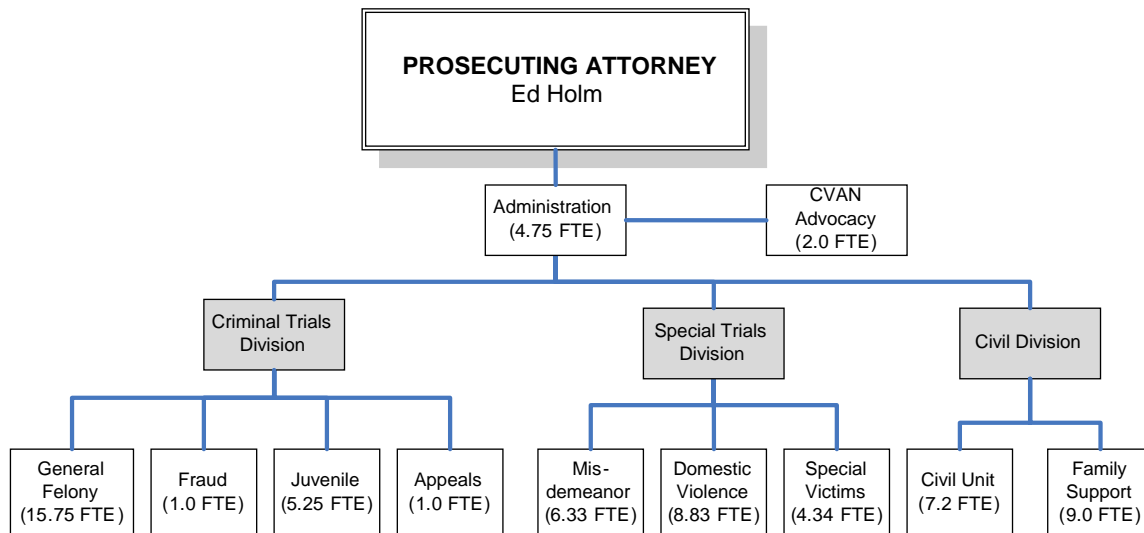 PROSECUTING ATTORNEY
Ed Holm
Administration
(4.75 FTE)
CVAN
Advocacy
(2.0 FTE)
Criminal Trials
Division
Special Trials
Division
Civil Division
General
Felony
(15.75 FTE)
Fraud
(1.0 FTE)
Juvenile
(5.25 FTE)
Appeals
(1.0 FTE)
Mis-
demeanor
(6.33 FTE)
Domestic
Violence
(8.83 FTE)
Special
Victims
(4.34 FTE)
Civil Unit
(7.2 FTE)
Family
Support
(9.0 FTE)